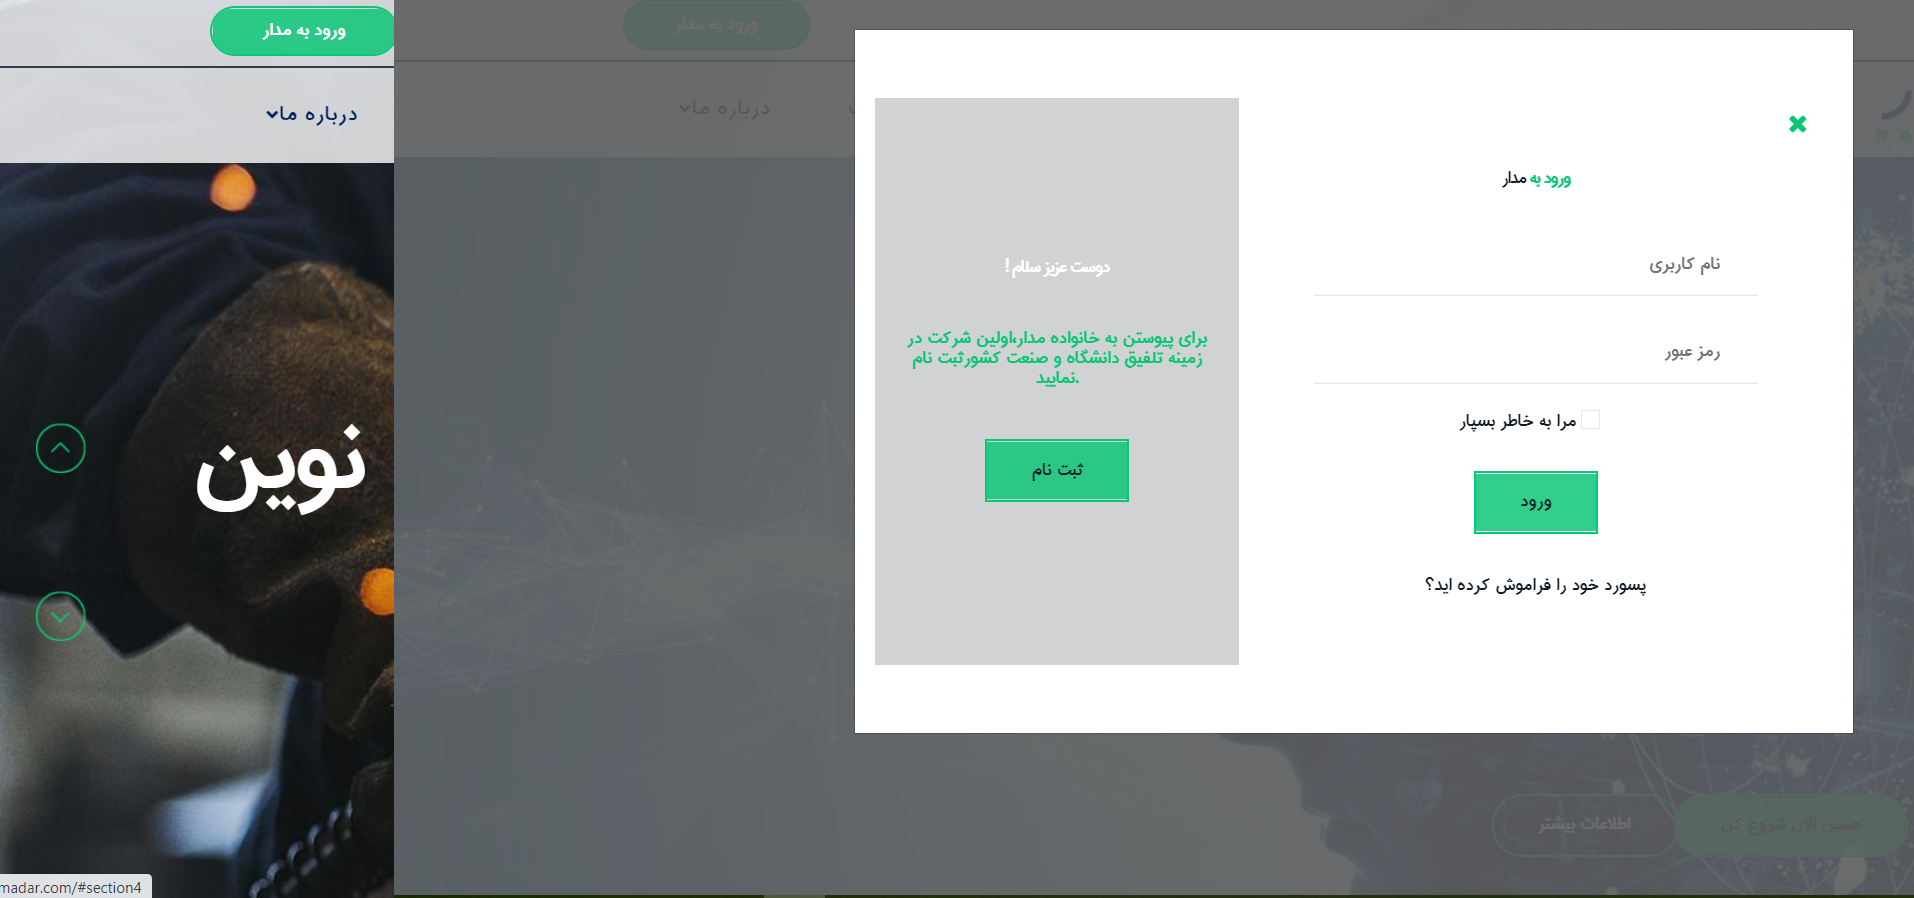 ورود به مدار
درباره ما
نوین
madar.com/#section4
ورود به مدار
درباره ما
ورود به مدار
نام کاربری
رمز عبور
مرا به خاطر بسپار
ورود
پسورد خود را فراموش کرده اید؟
دوست عزیز سلام !
برای پیوستن به خانواده مدار،اولین شرکت در
زمینه تلفیق دانشگاه و صنعت کشورثبت نام
نمایید.
ثبت نام
همین الان شروع کن
اطلاعات بیشتر